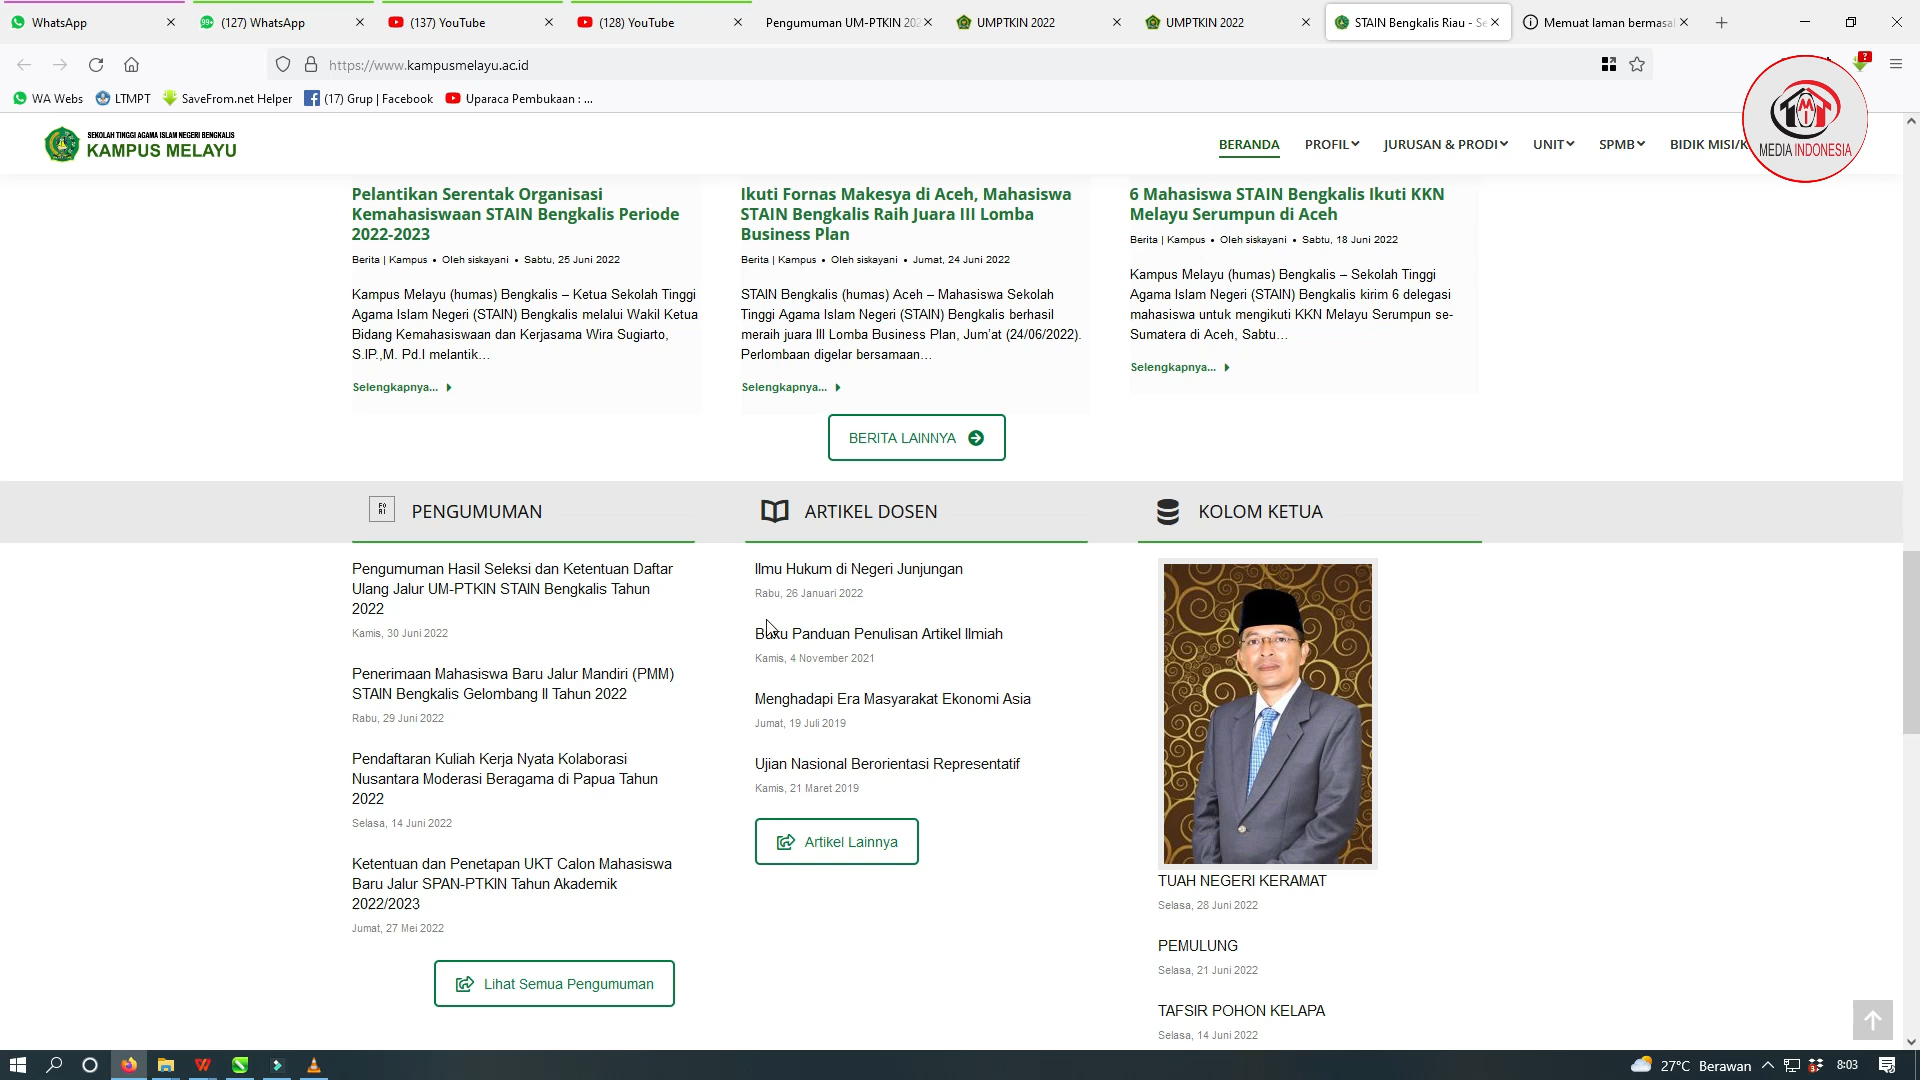 WhatsApp
(127) WhatsApp
(137) YouTube
(128) YouTube
Pengumuman UM-PTKIN 202
UMPTKIN 2022
UMPTKIN 2022
STAIN Bengkalis Riau - Se
Memuat laman bermasal
https://www.kampusmelayu.ac.id
WA Webs
LTMPT
SaveFrom.net Helper
(17) Grup | Facebook
Uparaca Pembukaan : ...
SEKOLAH TINGGI AGAMA ISLAM NEGERI BENGKALIS
KAMPUS MELAYU
BERANDA
PROFIL
JURUSAN & PRODI
UNIT
SPMB
BIDIK MISI/K
MIT
MEDIA INDONESIA
Pelantikan Serentak Organisasi
Kemahasiswaan STAIN Bengkalis Periode
2022-2023
Berita | Kampus • Oleh siskayani • Sabtu, 25 Juni 2022
Kampus Melayu (humas) Bengkalis – Ketua Sekolah Tinggi
Agama Islam Negeri (STAIN) Bengkalis melalui Wakil Ketua
Bidang Kemahasiswaan dan Kerjasama Wira Sugiarto,
S.IP.,M. Pd.I melantik…
Selengkapnya...
Ikuti Fornas Makesya di Aceh, Mahasiswa
STAIN Bengkalis Raih Juara III Lomba
Business Plan
Berita | Kampus • Oleh siskayani • Jumat, 24 Juni 2022
STAIN Bengkalis (humas) Aceh – Mahasiswa Sekolah
Tinggi Agama Islam Negeri (STAIN) Bengkalis berhasil
meraih juara III Lomba Business Plan, Jum’at (24/06/2022).
Perlombaan digelar bersamaan…
Selengkapnya...
6 Mahasiswa STAIN Bengkalis Ikuti KKN
Melayu Serumpun di Aceh
Berita | Kampus • Oleh siskayani • Sabtu, 18 Juni 2022
Kampus Melayu (humas) Bengkalis – Sekolah Tinggi
Agama Islam Negeri (STAIN) Bengkalis kirim 6 delegasi
mahasiswa untuk mengikuti KKN Melayu Serumpun se-
Sumatera di Aceh, Sabtu…
Selengkapnya...
BERITA LAINNYA
PENGUMUMAN
Pengumuman Hasil Seleksi dan Ketentuan Daftar
Ulang Jalur UM-PTKIN STAIN Bengkalis Tahun
2022
Kamis, 30 Juni 2022
Penerimaan Mahasiswa Baru Jalur Mandiri (PMM)
STAIN Bengkalis Gelombang II Tahun 2022
Rabu, 29 Juni 2022
Pendaftaran Kuliah Kerja Nyata Kolaborasi
Nusantara Moderasi Beragama di Papua Tahun
2022
Selasa, 14 Juni 2022
Ketentuan dan Penetapan UKT Calon Mahasiswa
Baru Jalur SPAN-PTKIN Tahun Akademik
2022/2023
Jumat, 27 Mei 2022
Lihat Semua Pengumuman
ARTIKEL DOSEN
Ilmu Hukum di Negeri Junjungan
Rabu, 26 Januari 2022
Buku Panduan Penulisan Artikel Ilmiah
Kamis, 4 November 2021
Menghadapi Era Masyarakat Ekonomi Asia
Jumat, 19 Juli 2019
Ujian Nasional Berorientasi Representatif
Kamis, 21 Maret 2019
Artikel Lainnya
KOLOM KETUA
TUAH NEGERI KERAMAT
Selasa, 28 Juni 2022
PEMULUNG
Selasa, 21 Juni 2022
TAFSIR POHON KELAPA
Selasa, 14 Juni 2022
27°C Berawan
8:03